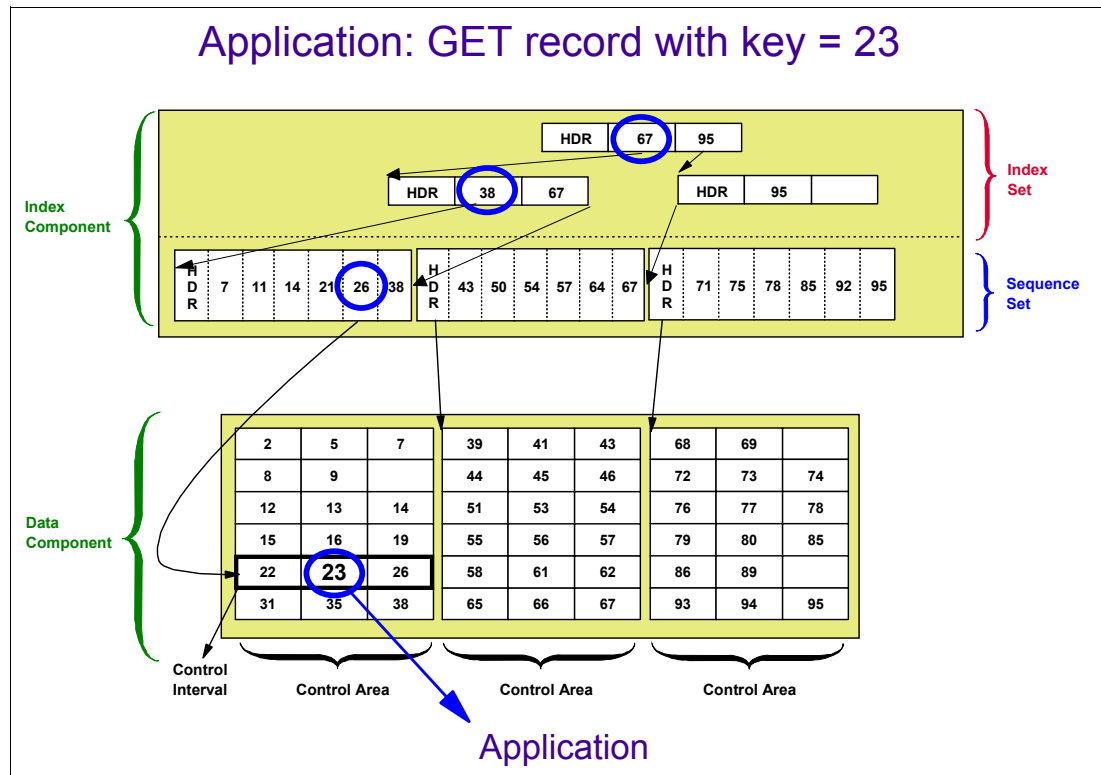 Application: GET record with key = 23
HDR 67 95
HDR 38 67
HDR 95
Index
Component
Index
Set
H
D
R
7 11 14 21 26 38
H
D
R
43 50 54 57 64 67
H
D
R
71 75 78 85 92 95
Sequence
Set
2 5 7 39 41 43 68 69
8 9 44 45 46 72 73 74
12 13 14 51 53 54 76 77 78
15 16 19 55 56 57 79 80 85
22 23 26 58 61 62 86 89
31 35 38 65 66 67 93 94 95
Data
Component
Control
Interval
Control Area
Control Area
Control Area
Application